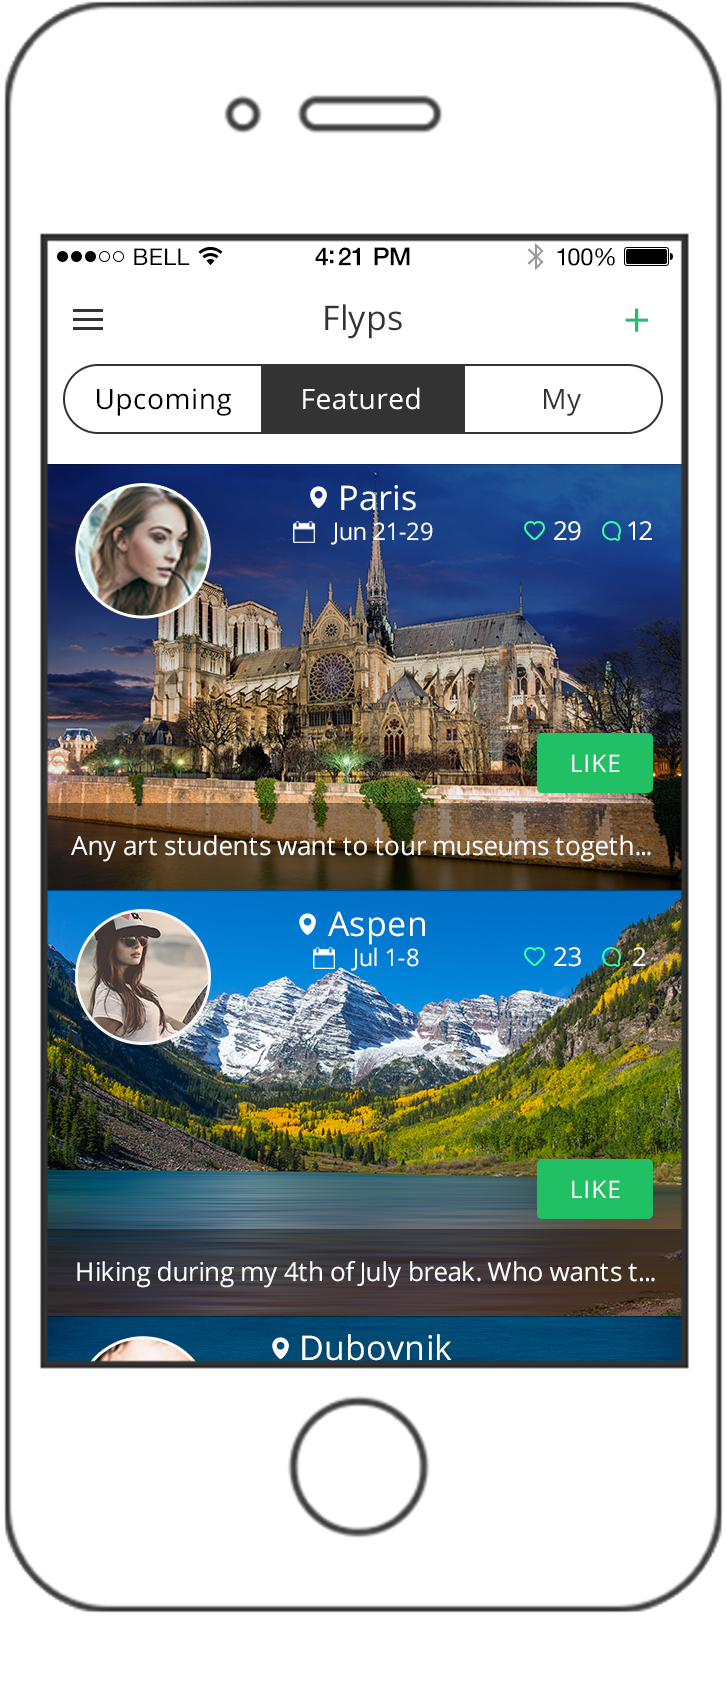 BELL 4:21 PM 100%
Flyps
Upcoming Featured My
Paris
Jun 21-29 29 12
LIKE
Any art students want to tour museums togeth...
Aspen
Jul 1-8 23 2
LIKE
Hiking during my 4th of July break. Who wants t...
Dubovnik